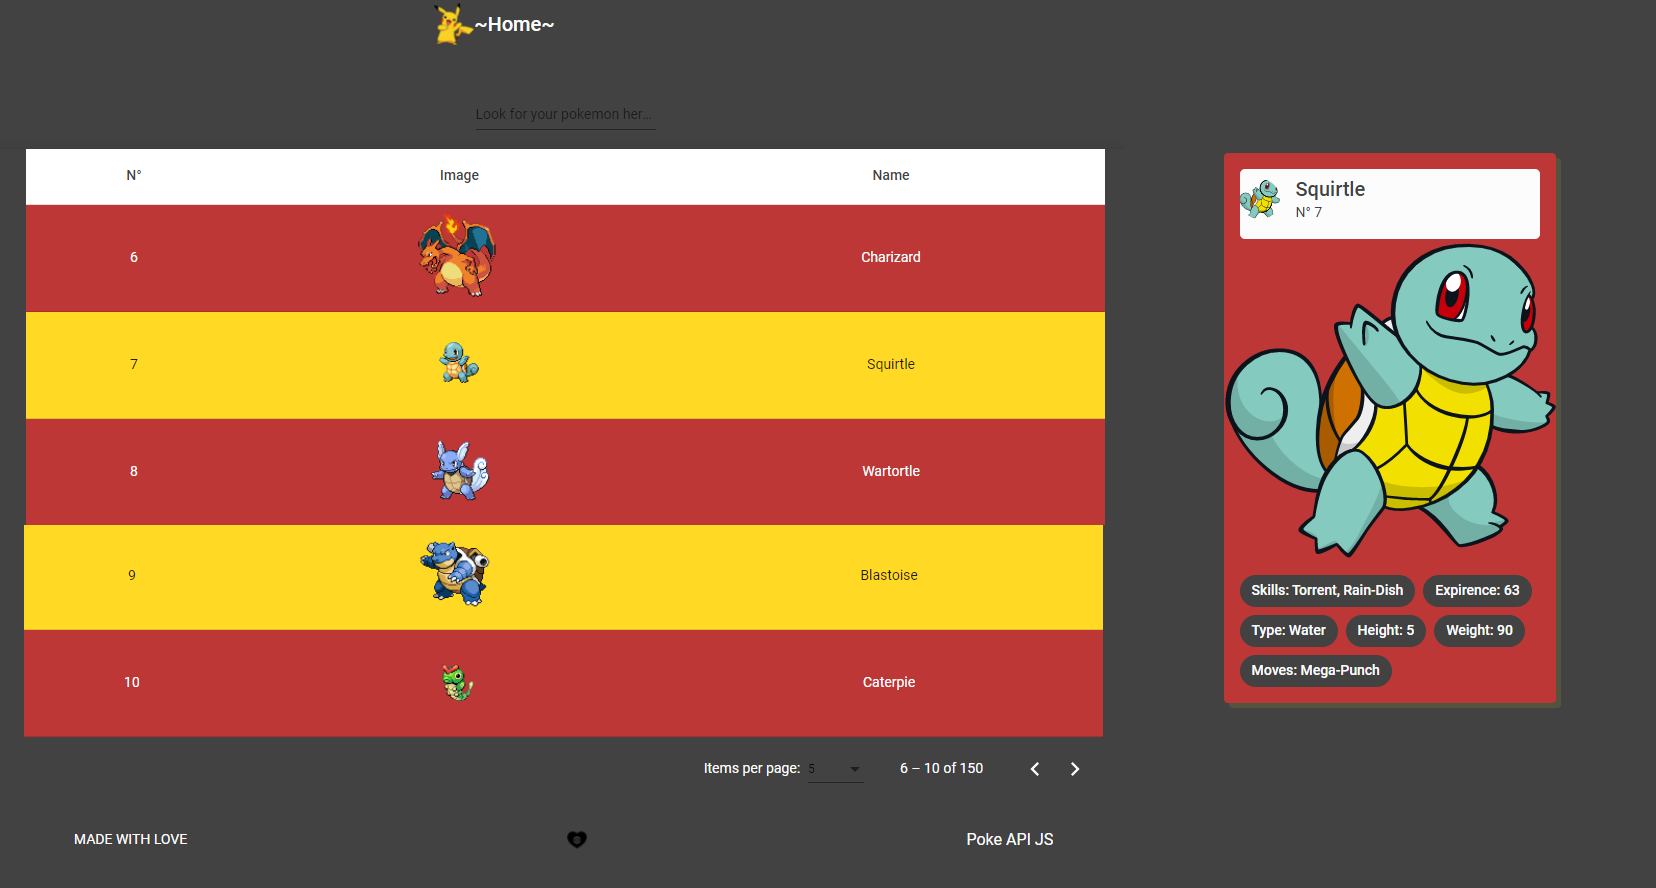 ~Home~
Look for your pokemon her...
N° Image Name
6 Charizard
7 Squirtle
8 Wartortle
9 Blastoise
10 Caterpie
Items per page: 5 6 – 10 of 150
MADE WITH LOVE Poke API JS
Squirtle
N° 7
Skills: Torrent, Rain-Dish Expirence: 63
Type: Water Height: 5 Weight: 90
Moves: Mega-Punch